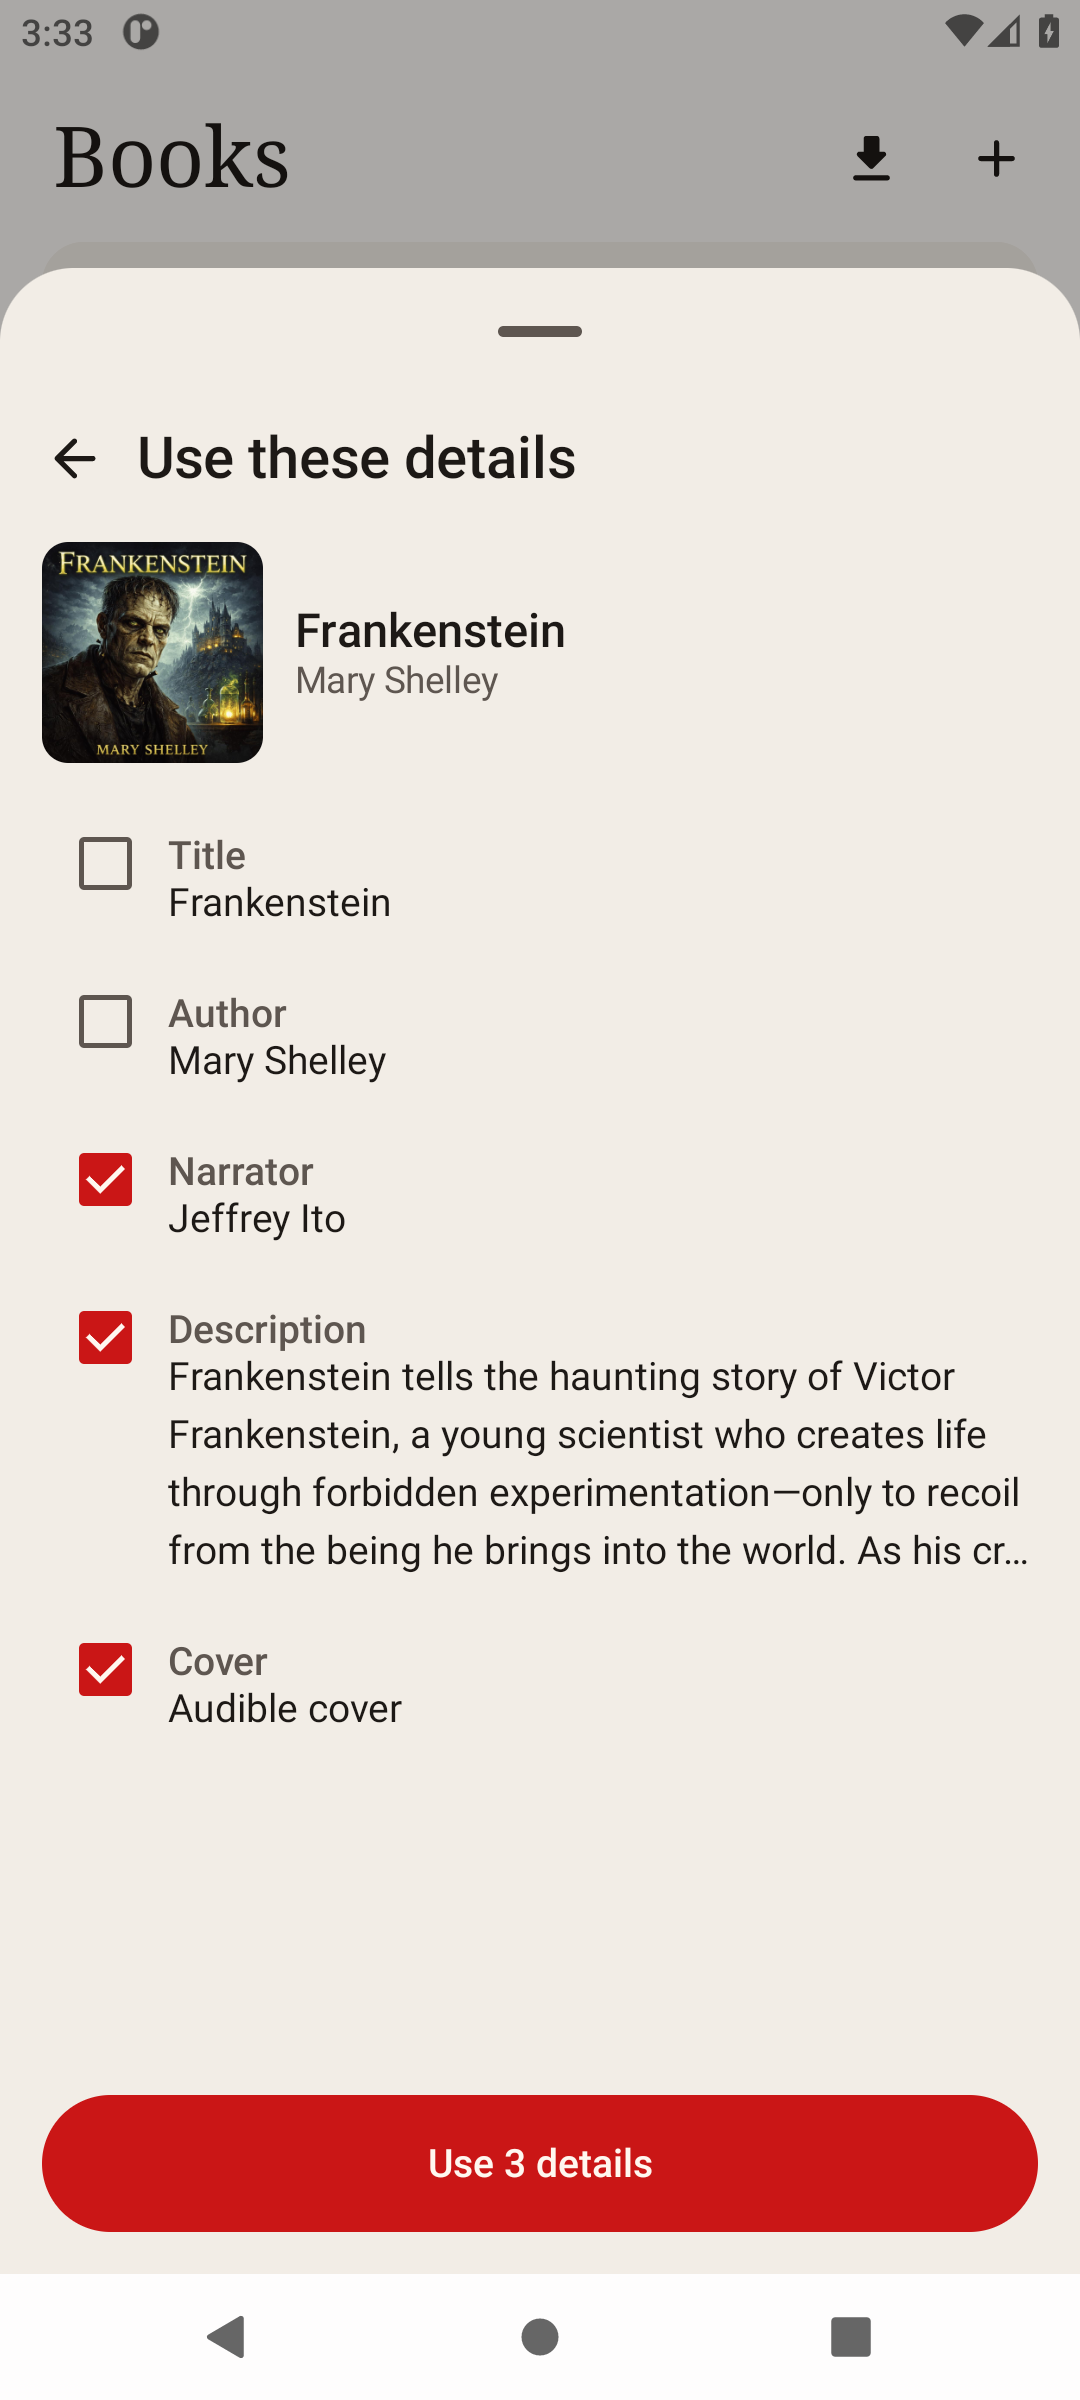 3:33
Books
Use these details
FRANKENSTEIN
MARY SHELLEY
Frankenstein
Mary Shelley
Title
Frankenstein
Author
Mary Shelley
Narrator
Jeffrey Ito
Description
Frankenstein tells the haunting story of Victor
Frankenstein, a young scientist who creates life
through forbidden experimentation—only to recoil
from the being he brings into the world. As his cr...
Cover
Audible cover
Use 3 details